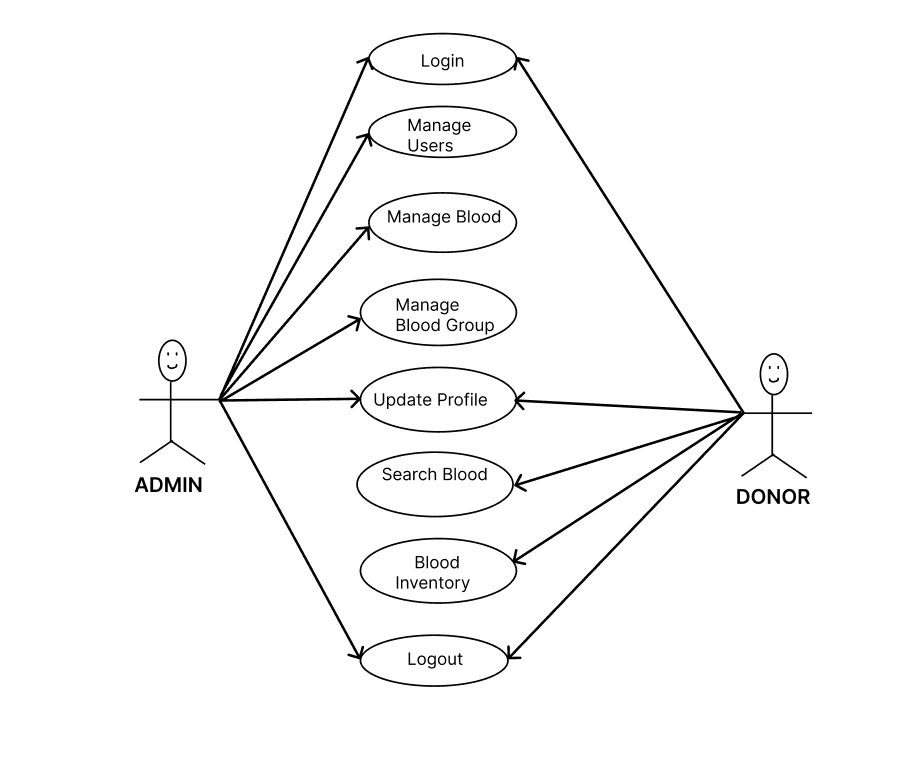 Login
Manage
Users
Manage Blood
Manage
Blood Group
Update Profile
Search Blood
Blood
Inventory
Logout
ADMIN
DONOR